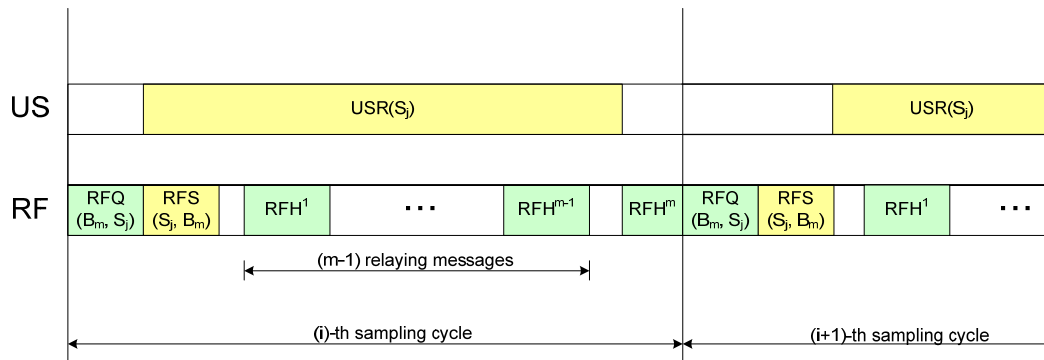 US
USR(Sj)
USR(Sj)
RF
RFQ
(Bm, Sj)
RFS
(Sj, Bm)
RFH1
...
RFHm-1
RFHm
RFQ
(Bm, Sj)
RFS
(Sj, Bm)
RFH1
...
(m-1) relaying messages
(i)-th sampling cycle
(i+1)-th sampling cycle